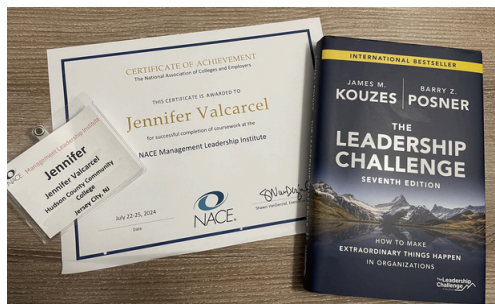 CERTIFICATE OF ACHIEVEMENT
The National Association of Colleges and Employers
THIS CERTIFICATE IS AWARDED TO
Jennifer Valcarcel
for successful completion of coursework at the
NACE Management Leadership Institute
July 22-25, 2024
Date
NACE
Shawn VanDerziel
NACE Management Leadership Institute
Jennifer
Jennifer Valcarcel
Hudson County Community
College
Jersey City, NJ
INTERNATIONAL BESTSELLER
JAMES M.
KOUZES
BARRY Z.
POSNER
THE
LEADERSHIP
CHALLENGE
SEVENTH EDITION
HOW TO MAKE
EXTRAORDINARY THINGS HAPPEN
IN ORGANIZATIONS
The Leadership
Challenge